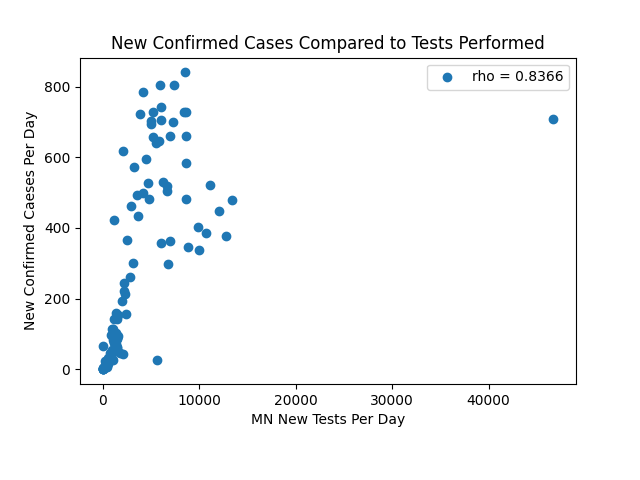 New Confirmed Cases Compared to Tests Performed
rho = 0.8366
800
600
400
200
0
New Confirmed Caeses Per Day
0 10000 20000 30000 40000
MN New Tests Per Day